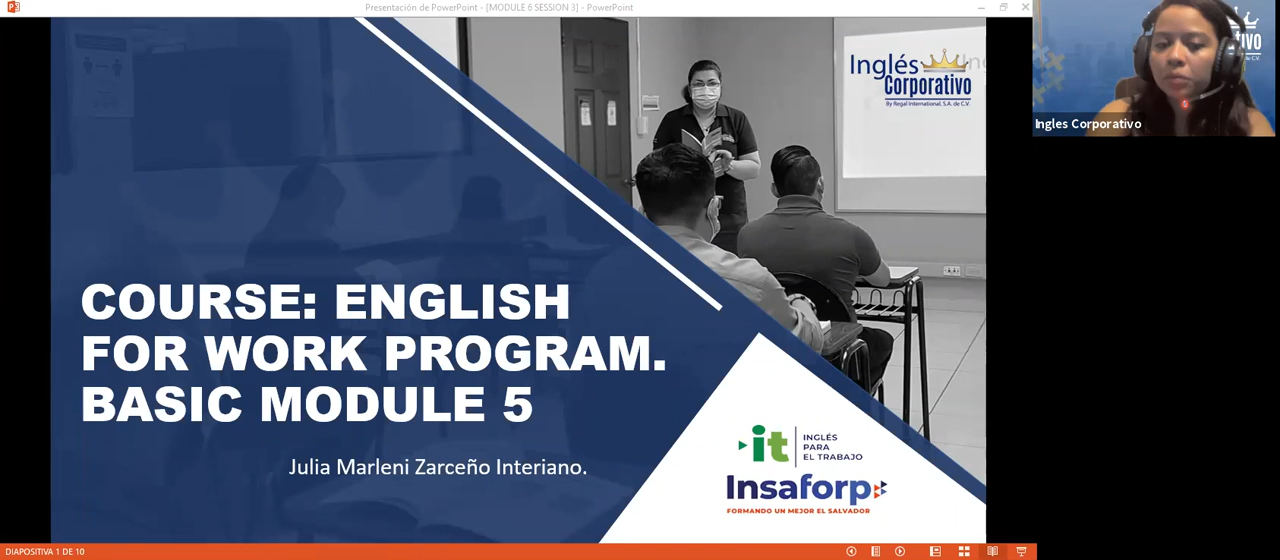 Presentación de PowerPoint - [MODULE 6 SESSION 3] - PowerPoint
Inglés
Corporativo
By Regal International, S.A. de C.V.
Ingles Corporativo
COURSE: ENGLISH
FOR WORK PROGRAM.
BASIC MODULE 5
Julia Marleni Zarceño Interiano.
it
INGLÉS
PARA
EL TRABAJO
Insaforp
FORMANDO UN MEJOR EL SALVADOR
DIAPOSITIVA 1 DE 10